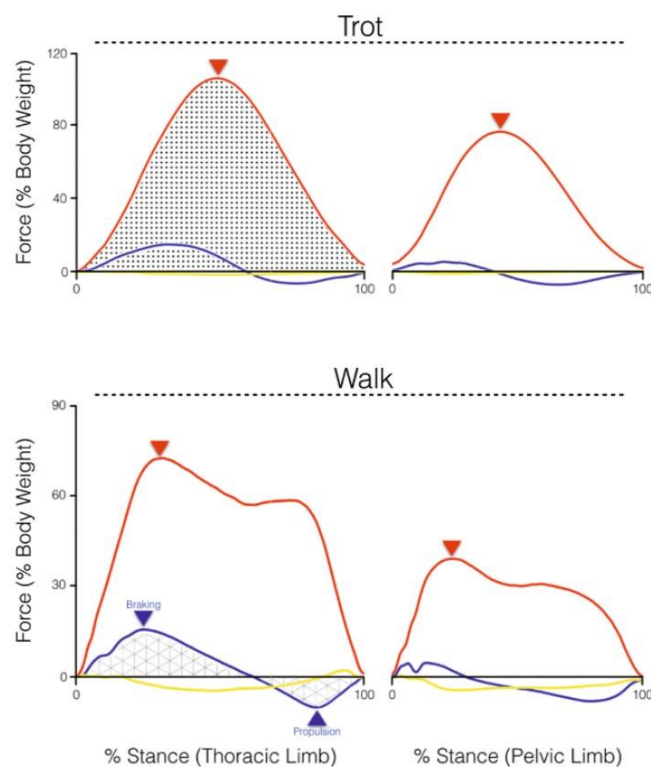 Trot
Force (% Body Weight)
120
80
40
0
0
100
0
100
Walk
Force (% Body Weight)
90
60
30
0
Braking
Propulsion
0
100
0
100
% Stance (Thoracic Limb)
% Stance (Pelvic Limb)